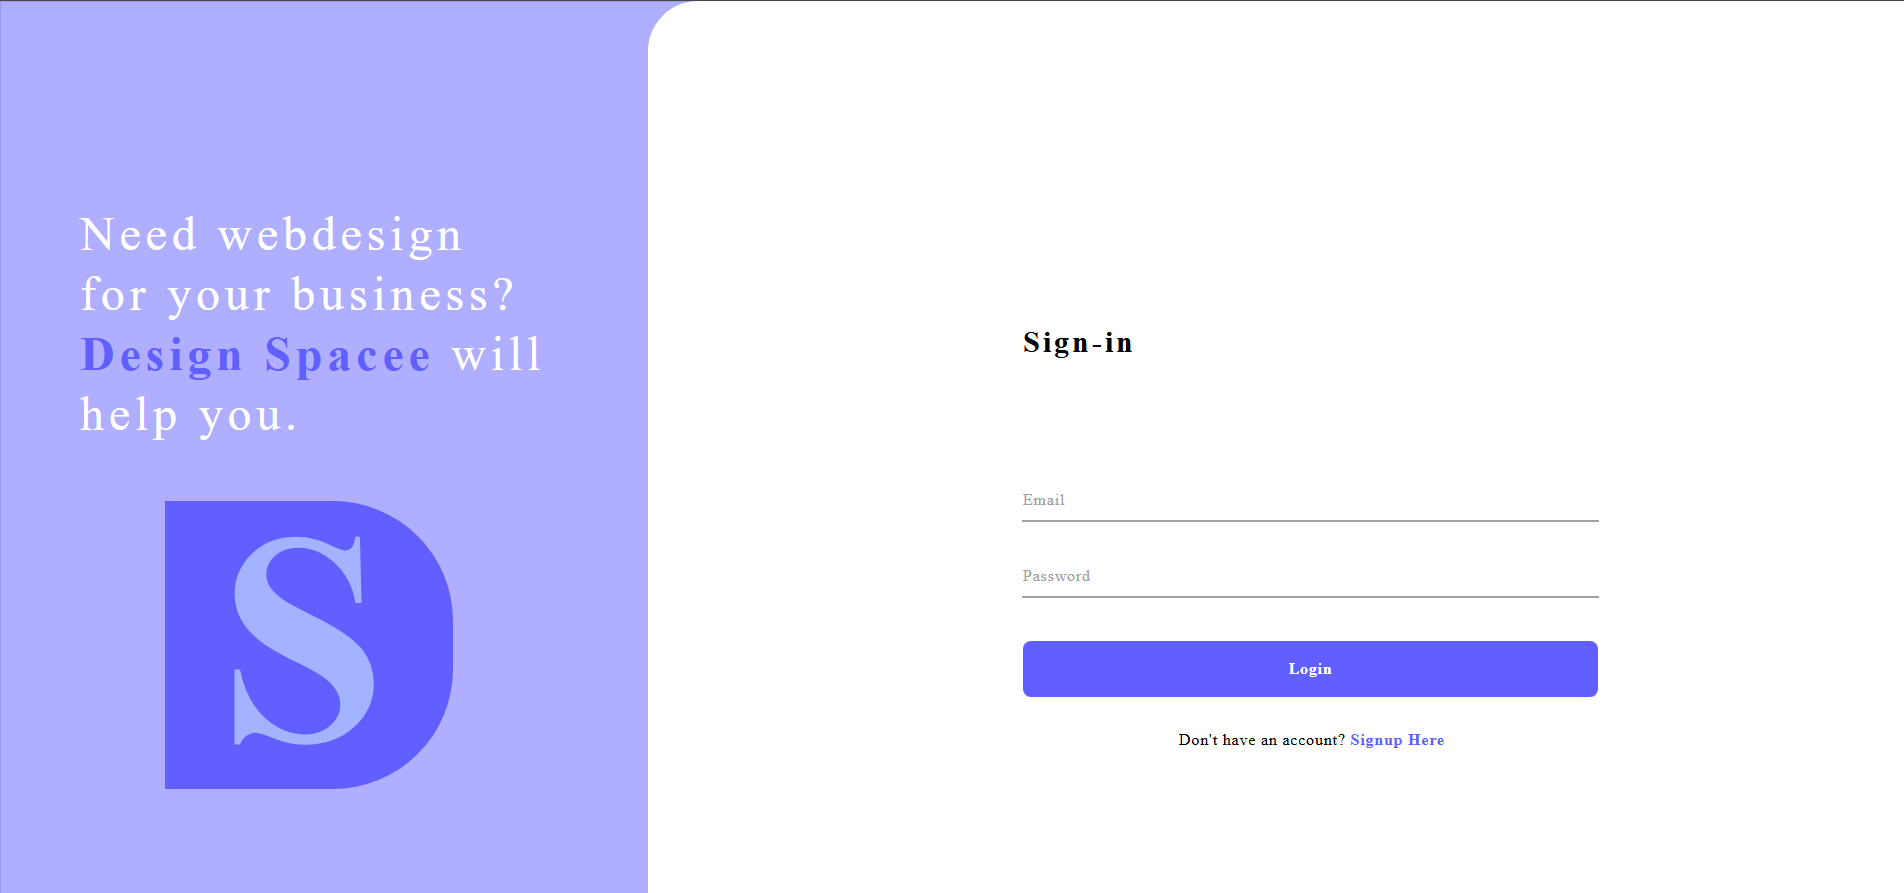 Need webdesign
for your business?
Design Spacee will
help you.
S
Sign-in
Email
Password
Login
Don't have an account? Signup Here